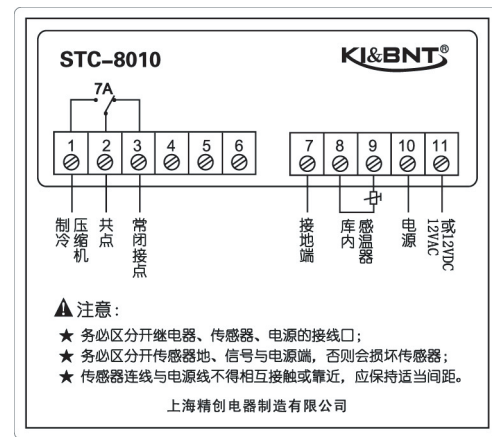 STC-8010
KI&BNT®
7A
1 2 3 4 5 6
7 8 9 10 11
制冷
压缩机
共点
常闭接点
接地端
库内
感温器
电源
或12VDC
12VAC
注意:
★ 务必区分开继电器、传感器、电源的接线口;
★ 务必区分开传感器地、信号与电源端,否则会损坏传感器;
★ 传感器连线与电源线不得相互接触或靠近,应保持适当间距。
上海精创电器制造有限公司